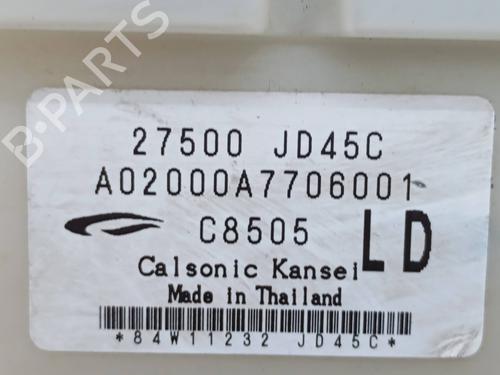 B-PARTS
27500 JD45C
A02000A7706001
C8505 LD
Calsonic Kansei
Made in Thailand
*84W11232 JD45C*